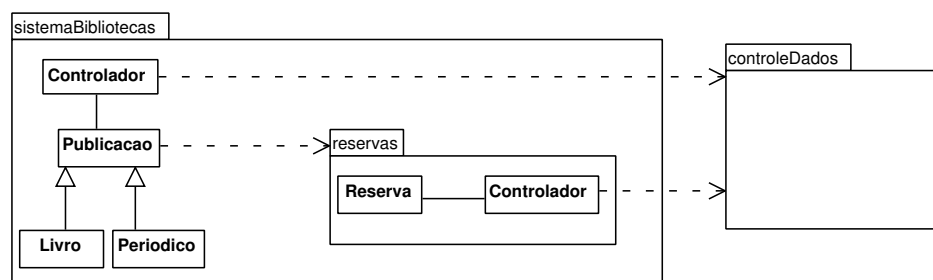 sistemaBibliotecas
Controlador
controleDados
Publicacao
reservas
Reserva
Controlador
Livro
Periodico